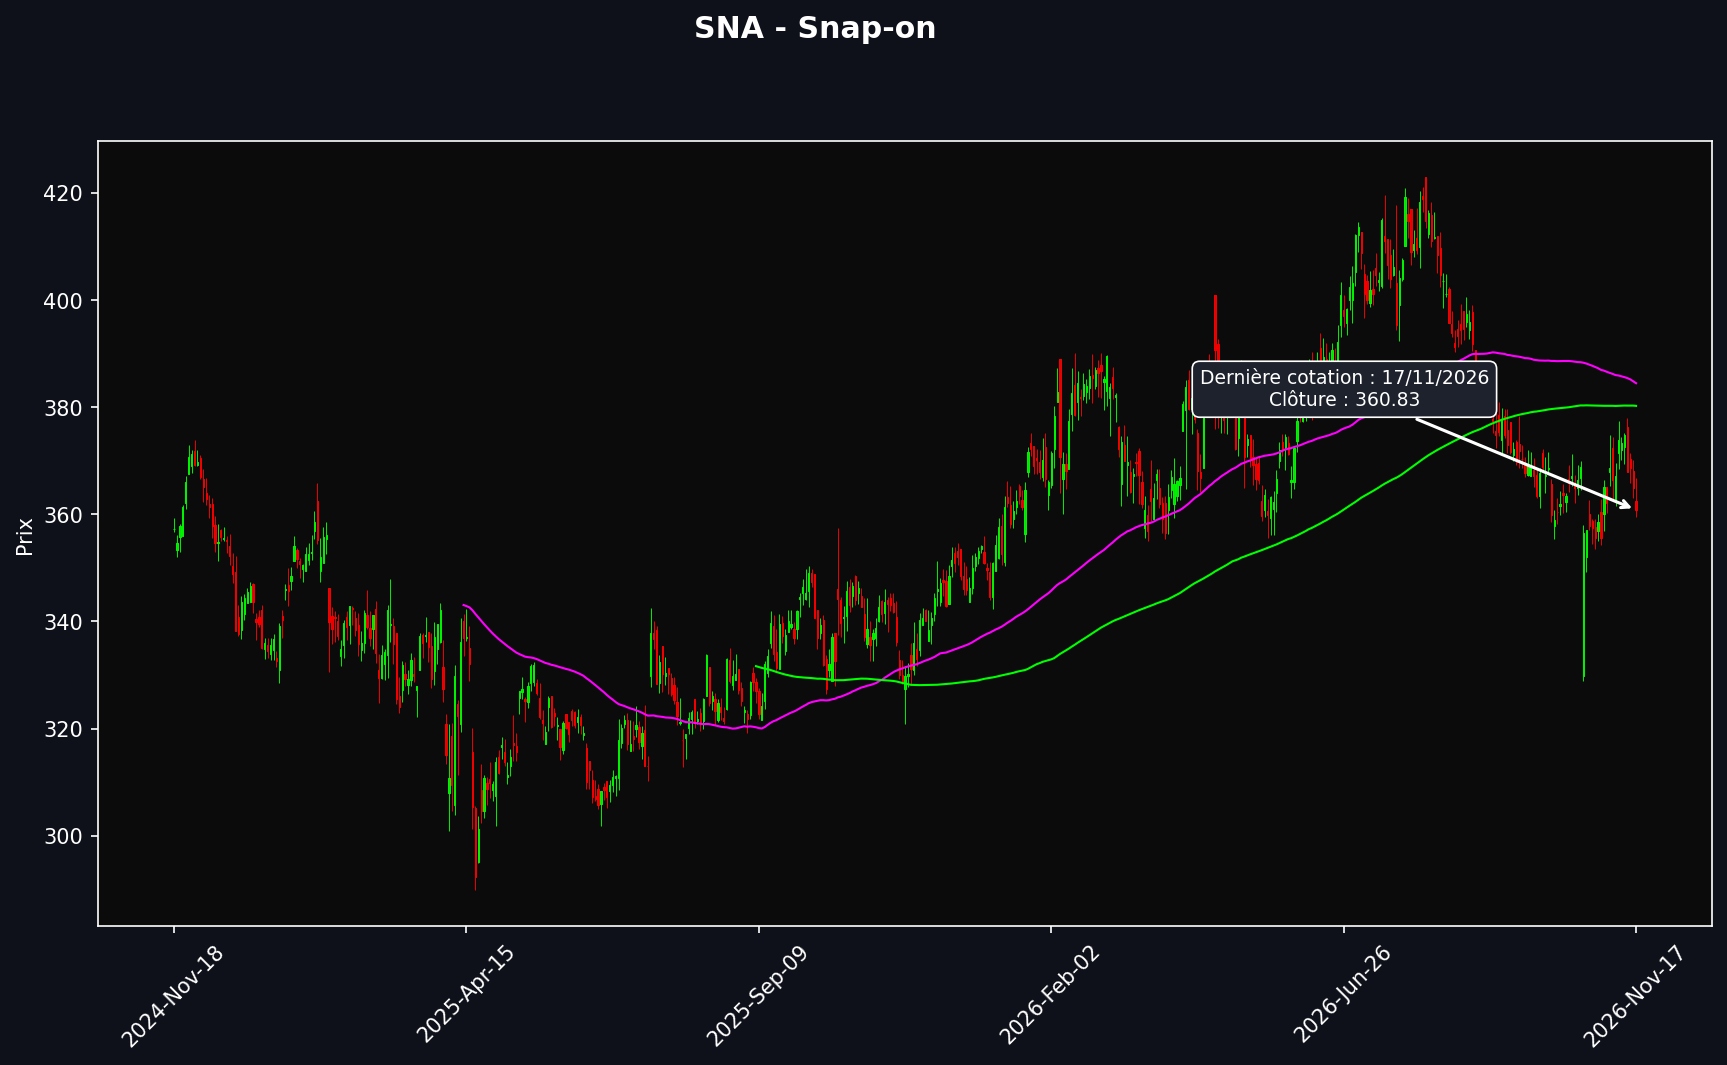 SNA - Snap-on
Prix
420
400
380
360
340
320
300
Dernière cotation : 17/11/2026
Clôture : 360.83
2024-Nov-18
2025-Apr-15
2025-Sep-09
2026-Feb-02
2026-Jun-26
2026-Nov-17